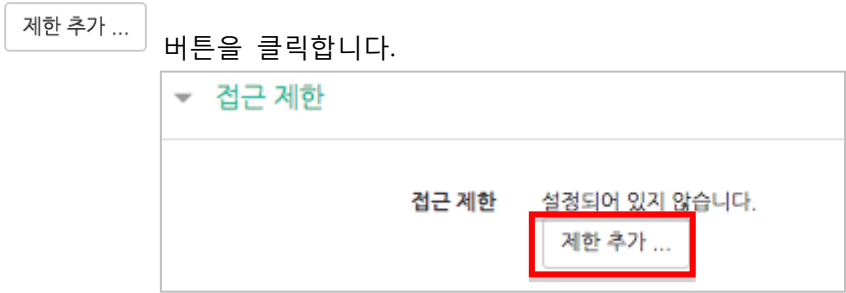 제한 추가 ... 버튼을 클릭합니다.
접근 제한
접근 제한 설정되어 있지 않습니다.
제한 추가 ...